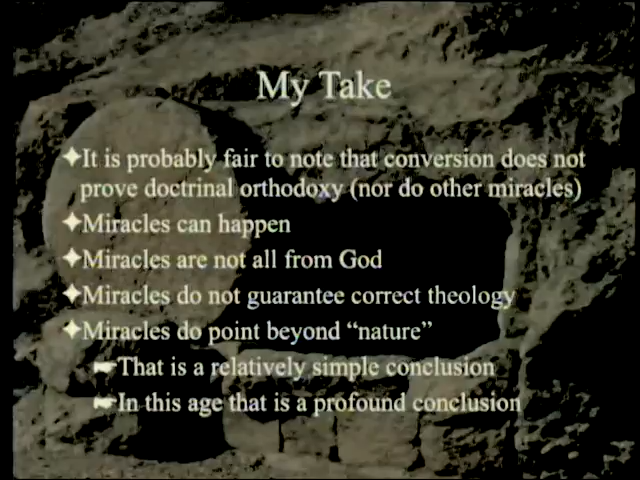 My Take
It is probably fair to note that conversion does not
prove doctrinal orthodoxy (nor do other miracles)
Miracles can happen
Miracles are not all from God
Miracles do not guarantee correct theology
Miracles do point beyond “nature”
That is a relatively simple conclusion
In this age that is a profound conclusion